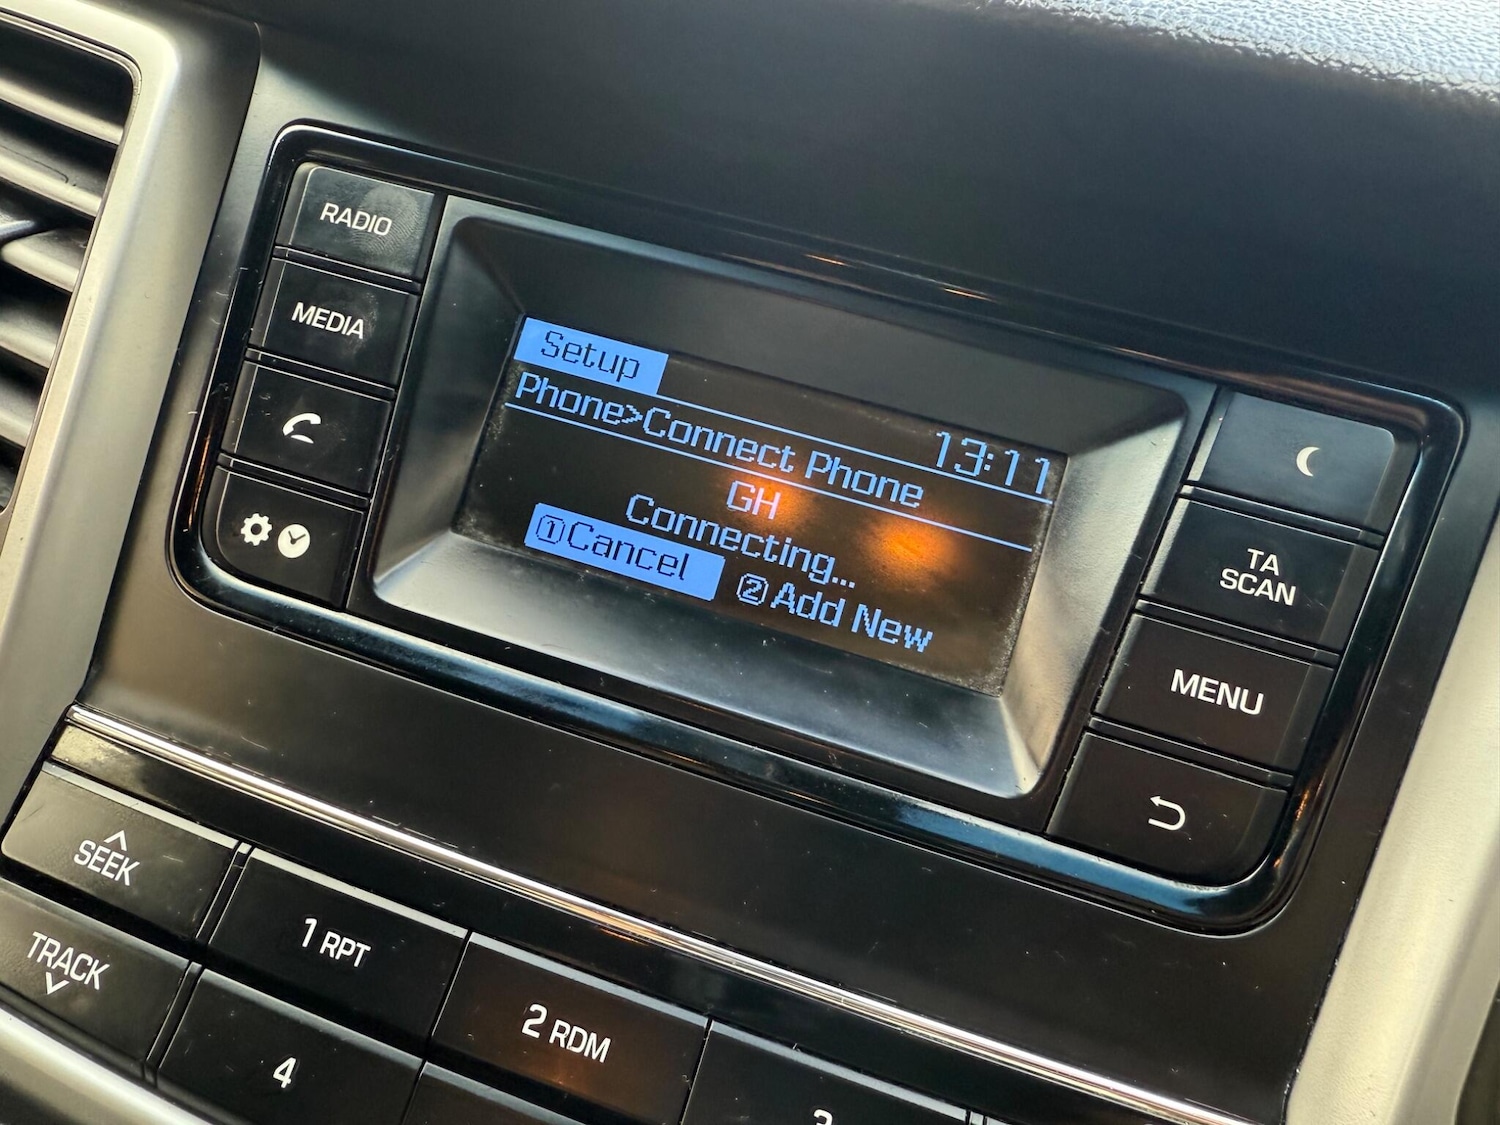 RADIO
MEDIA
Setup
13:11
Phone>Connect Phone
GH
Connecting...
①Cancel
②Add New
TA
SCAN
MENU
SEEK
TRACK
1 RPT
2 RDM
4
3